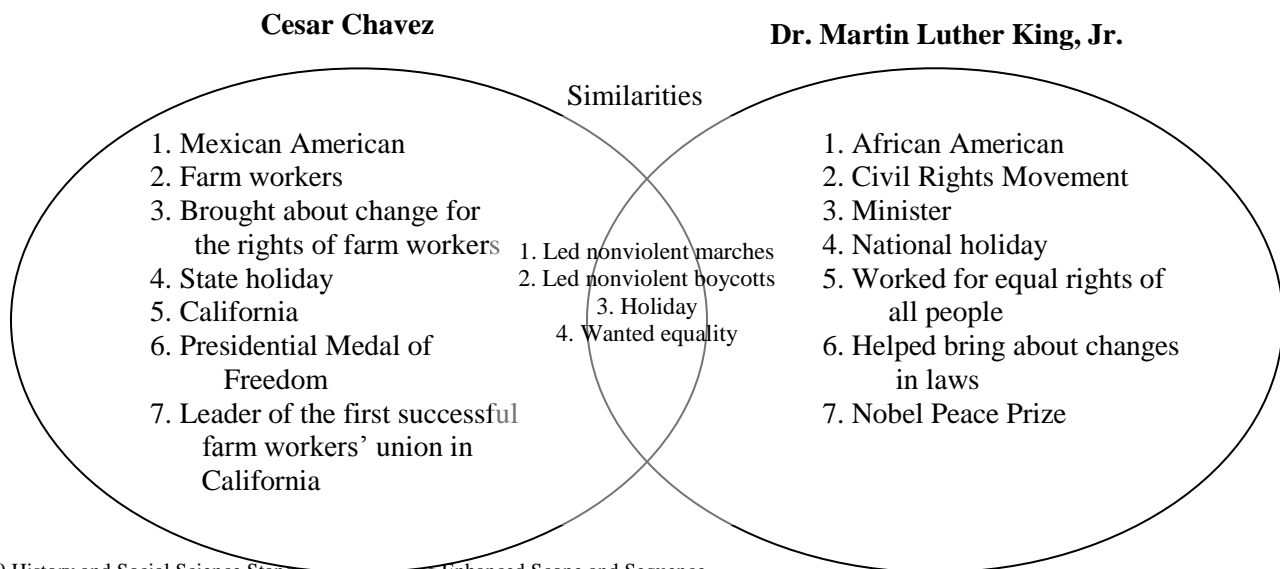 Cesar Chavez
Dr. Martin Luther King, Jr.
Similarities
1. Mexican American
2. Farm workers
3. Brought about change for
the rights of farm workers
4. State holiday
5. California
6. Presidential Medal of
Freedom
7. Leader of the first successful
farm workers’ union in
California
1. Led nonviolent marches
2. Led nonviolent boycotts
3. Holiday
4. Wanted equality
1. African American
2. Civil Rights Movement
3. Minister
4. National holiday
5. Worked for equal rights of
all people
6. Helped bring about changes
in laws
7. Nobel Peace Prize
History and Social Science Enhanced Scope and Sequence